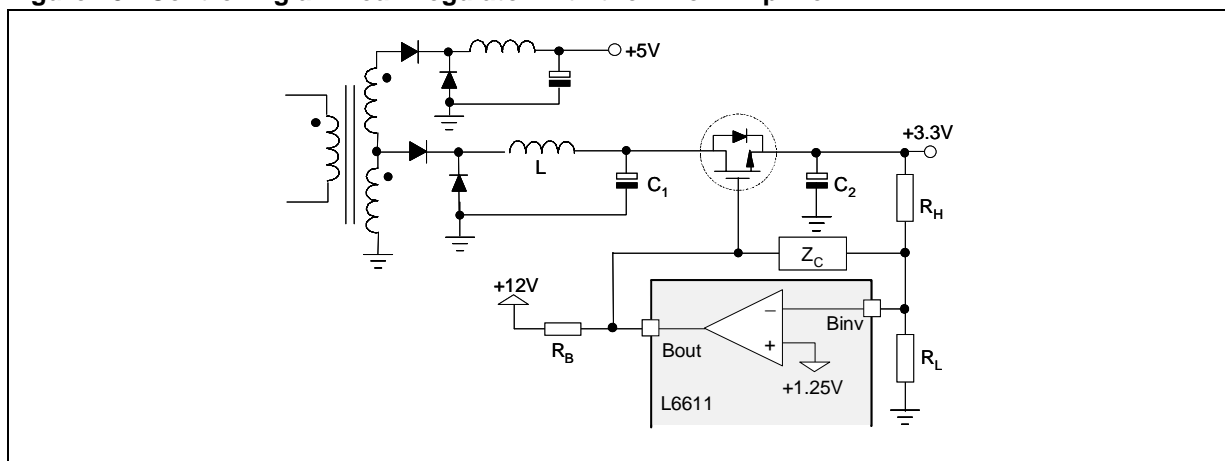 +5V
+3.3V
L
C1
C2
RH
ZC
+12V
RB
Bout
Binv
−
+
+1.25V
RL
L6611